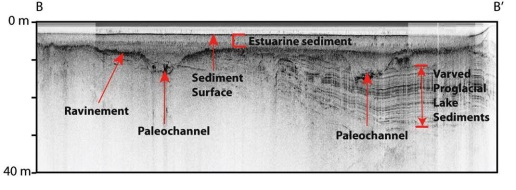 B B'
0 m
Estuarine sediment
Sediment
Surface
Varved
Proglacial
Lake
Sediments
Ravinement
Paleochannel
Paleochannel
40 m